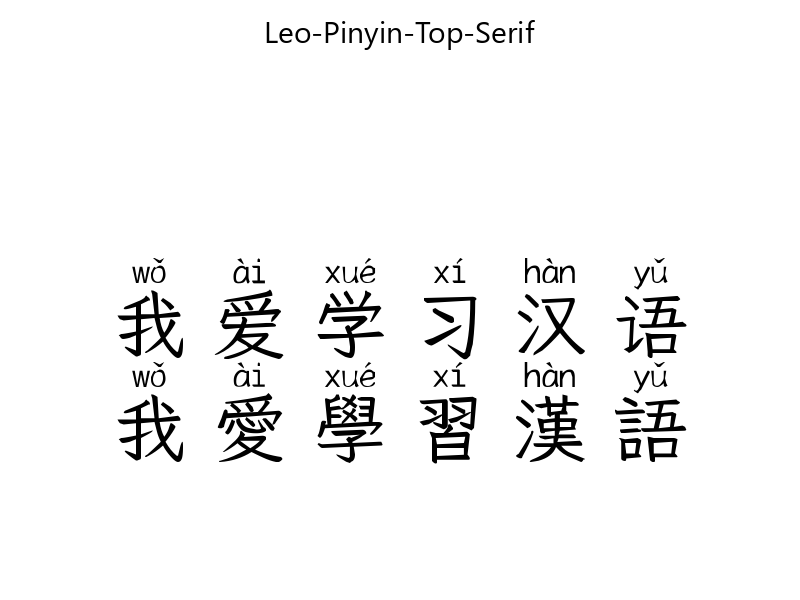 Leo-Pinyin-Top-Serif
wǒ ài xué xí hàn yǔ
我爱学习汉语
wǒ ài xué xí hàn yǔ
我愛學習漢語